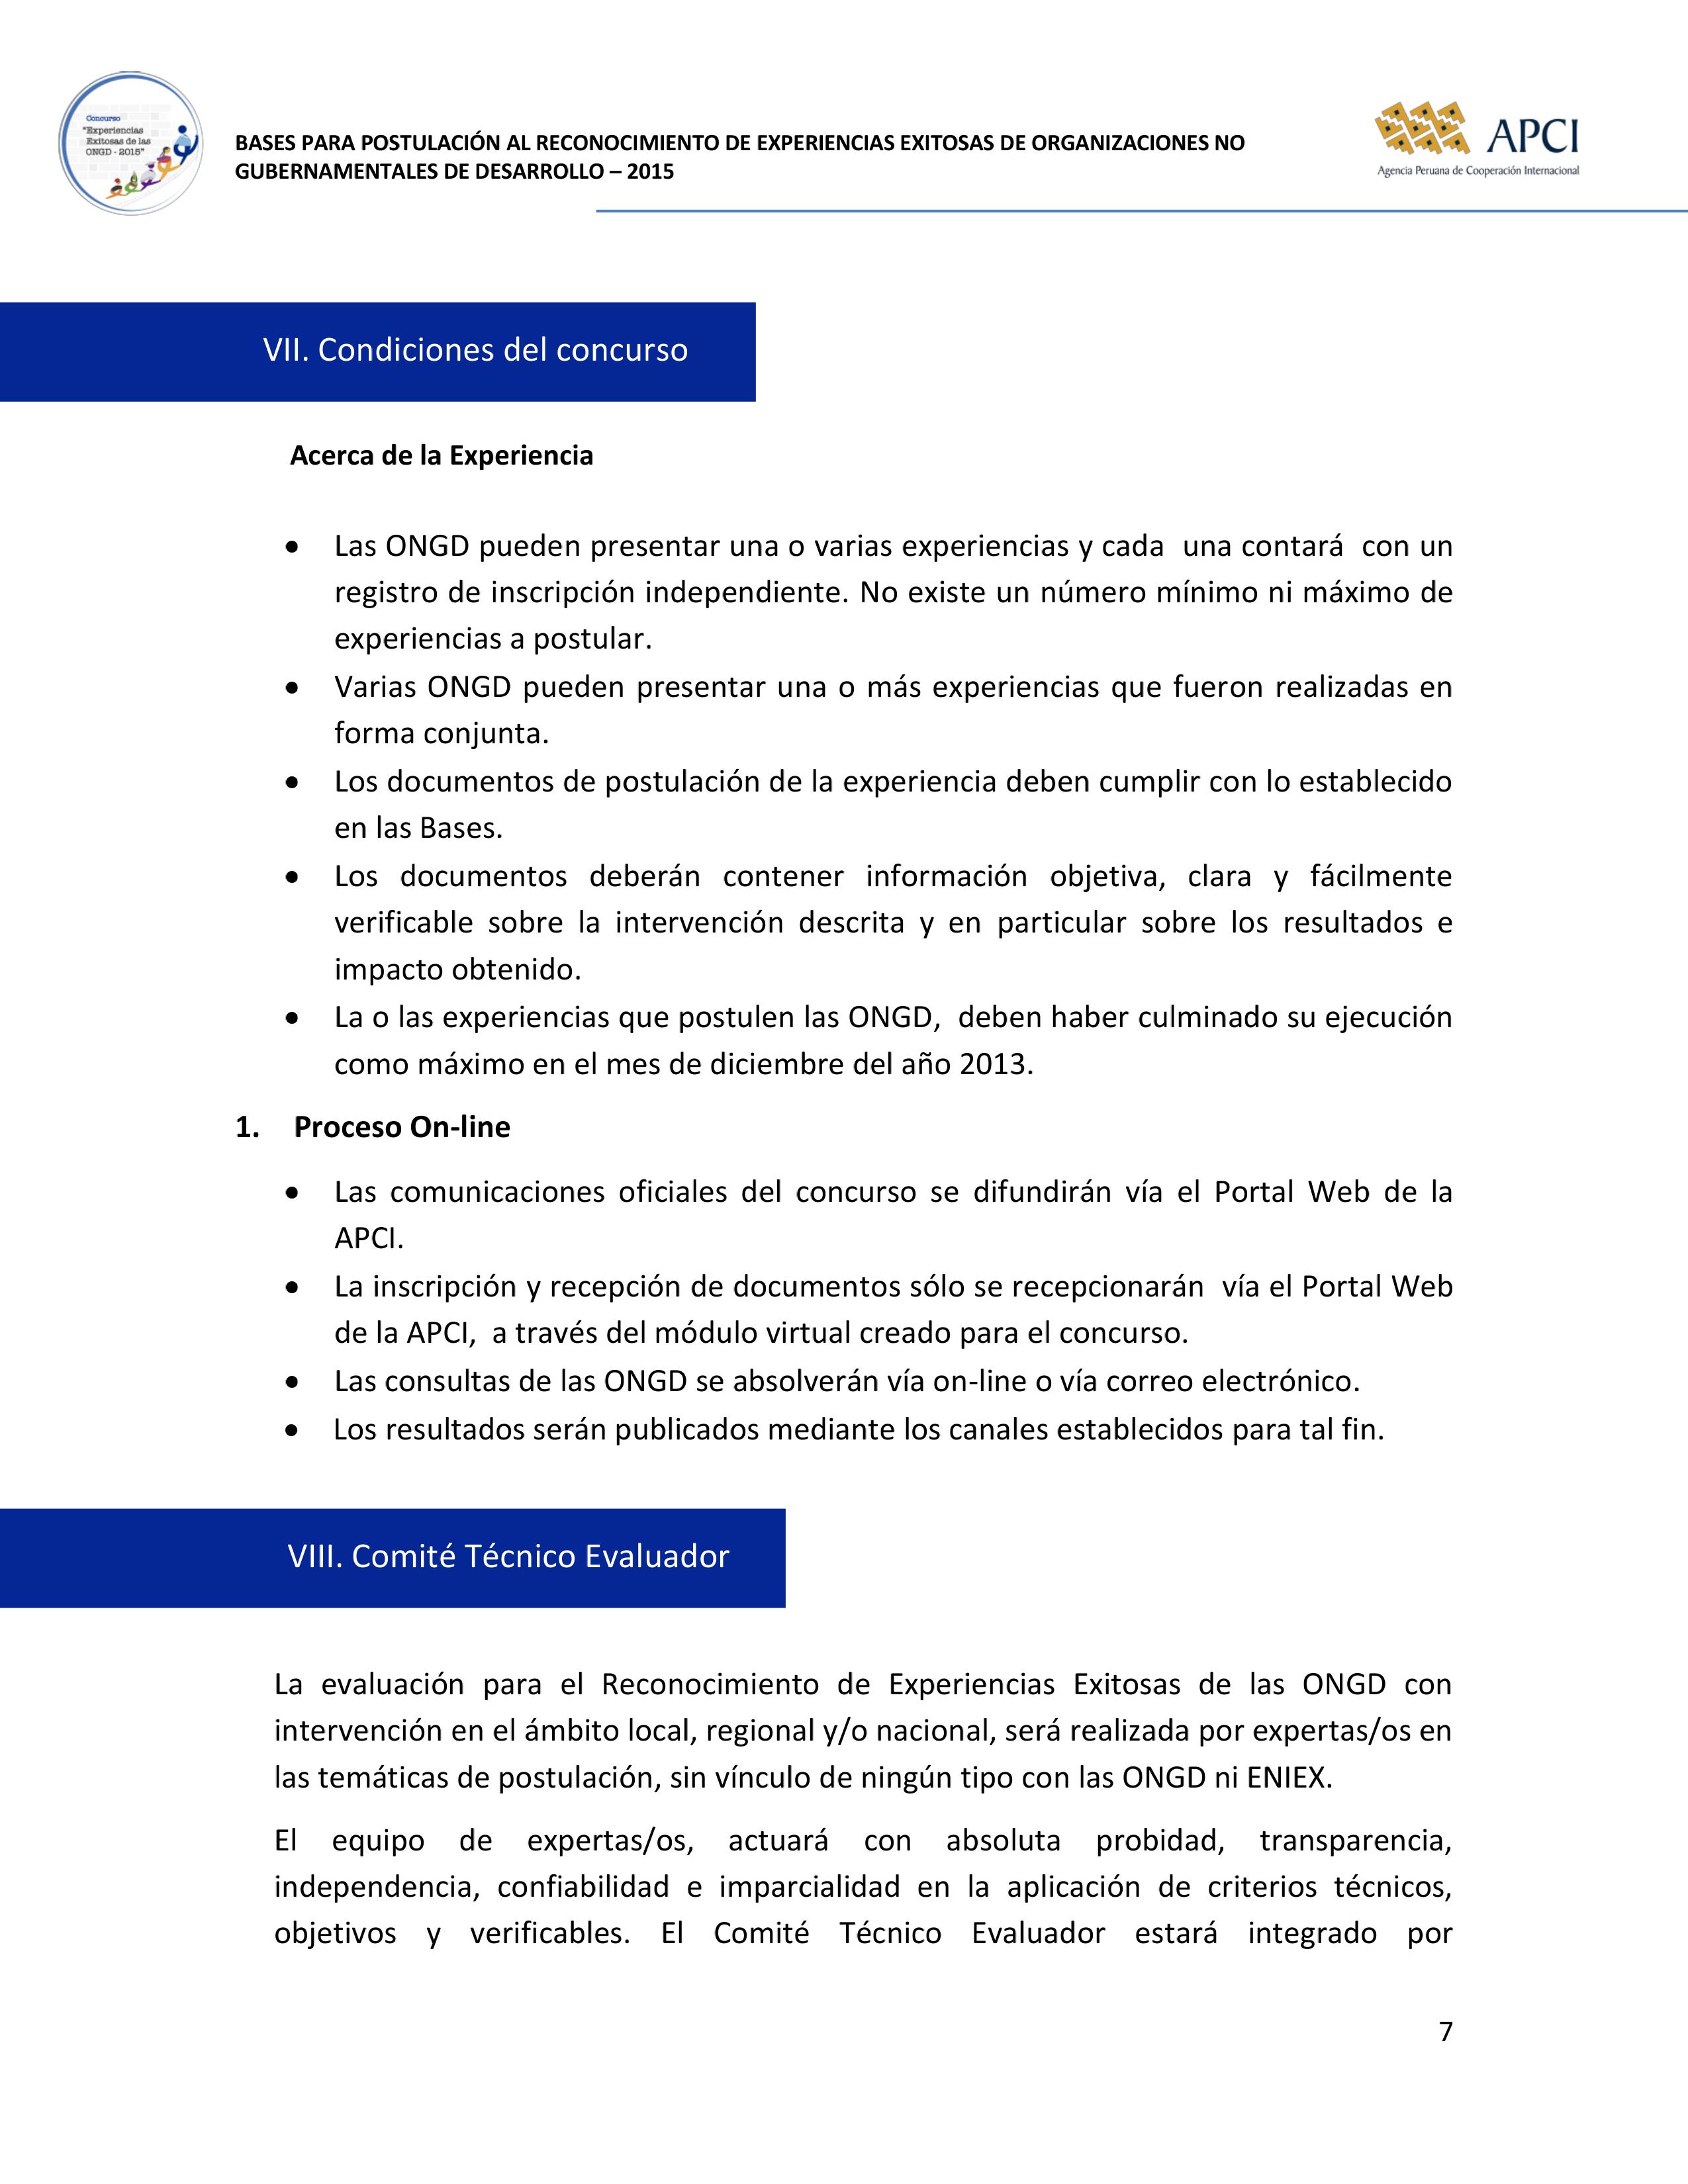 Concurso
"Experiencias
Exitosas de las
ONGD - 2015"
BASES PARA POSTULACIÓN AL RECONOCIMIENTO DE EXPERIENCIAS EXITOSAS DE ORGANIZACIONES NO
GUBERNAMENTALES DE DESARROLLO – 2015
APCI
Agencia Peruana de Cooperación Internacional
VII. Condiciones del concurso
Acerca de la Experiencia
• Las ONGD pueden presentar una o varias experiencias y cada una contará con un
registro de inscripción independiente. No existe un número mínimo ni máximo de
experiencias a postular.
• Varias ONGD pueden presentar una o más experiencias que fueron realizadas en
forma conjunta.
• Los documentos de postulación de la experiencia deben cumplir con lo establecido
en las Bases.
• Los documentos deberán contener información objetiva, clara y fácilmente
verificable sobre la intervención descrita y en particular sobre los resultados e
impacto obtenido.
• La o las experiencias que postulen las ONGD, deben haber culminado su ejecución
como máximo en el mes de diciembre del año 2013.
1. Proceso On-line
• Las comunicaciones oficiales del concurso se difundirán vía el Portal Web de la
APCI.
• La inscripción y recepción de documentos sólo se recepcionarán vía el Portal Web
de la APCI, a través del módulo virtual creado para el concurso.
• Las consultas de las ONGD se absolverán vía on-line o vía correo electrónico.
• Los resultados serán publicados mediante los canales establecidos para tal fin.
VIII. Comité Técnico Evaluador
La evaluación para el Reconocimiento de Experiencias Exitosas de las ONGD con
intervención en el ámbito local, regional y/o nacional, será realizada por expertas/os en
las temáticas de postulación, sin vínculo de ningún tipo con las ONGD ni ENIEX.
El equipo de expertas/os, actuará con absoluta probidad, transparencia,
independencia, confiabilidad e imparcialidad en la aplicación de criterios técnicos,
objetivos y verificables. El Comité Técnico Evaluador estará integrado por
7